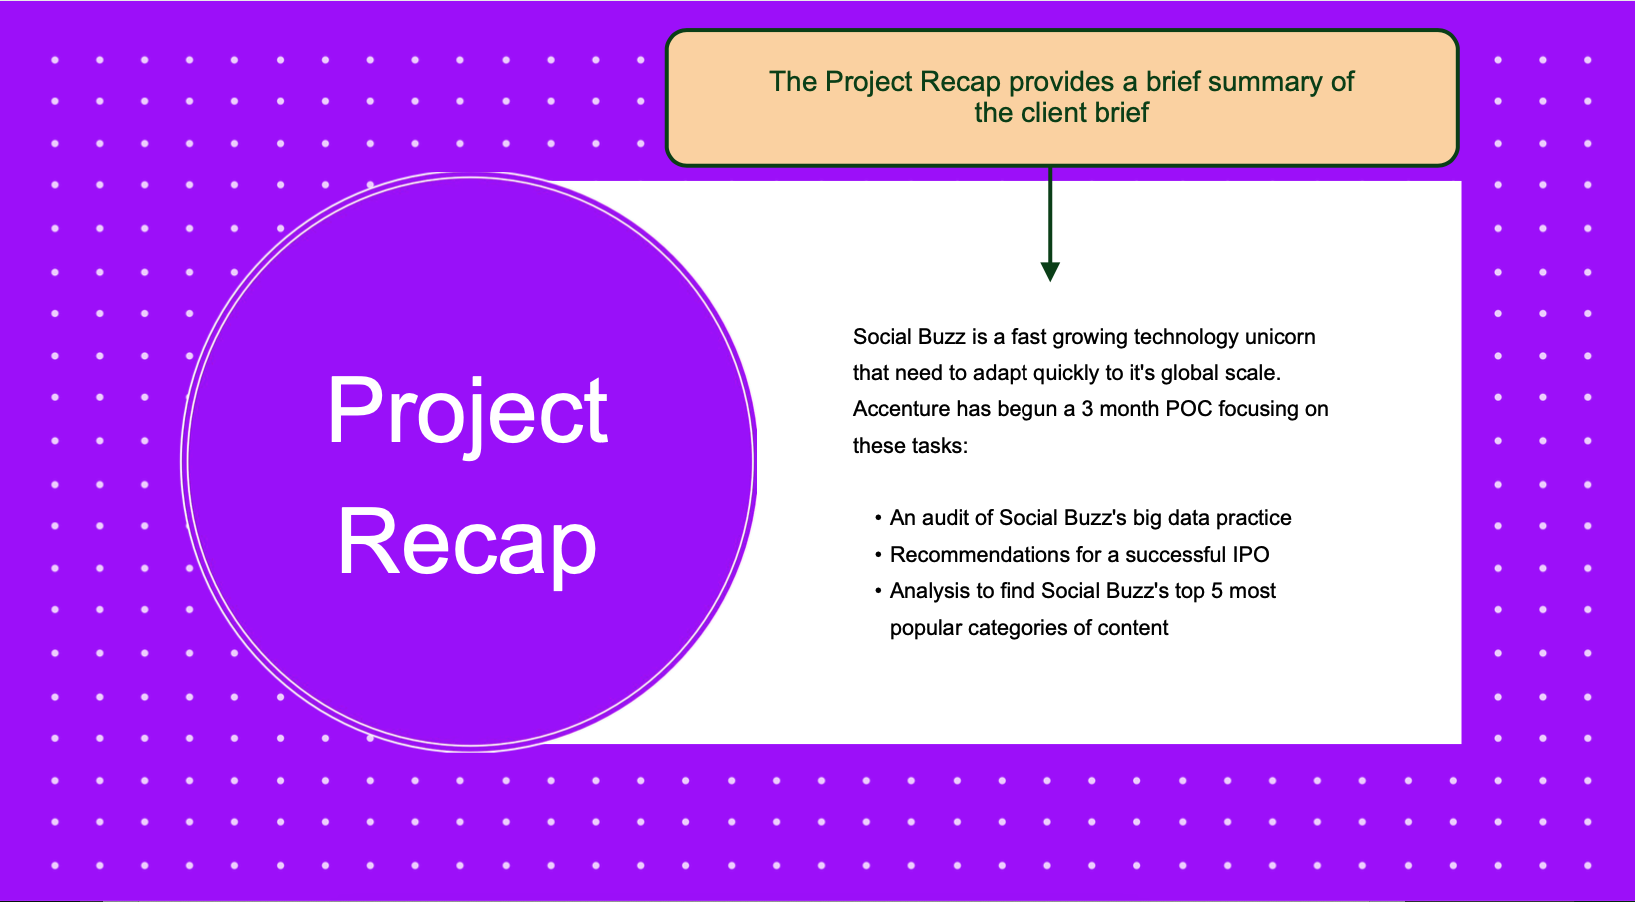 The Project Recap provides a brief summary of
the client brief
Project
Recap
Social Buzz is a fast growing technology unicorn
that need to adapt quickly to it's global scale.
Accenture has begun a 3 month POC focusing on
these tasks:
• An audit of Social Buzz's big data practice
• Recommendations for a successful IPO
• Analysis to find Social Buzz's top 5 most
popular categories of content